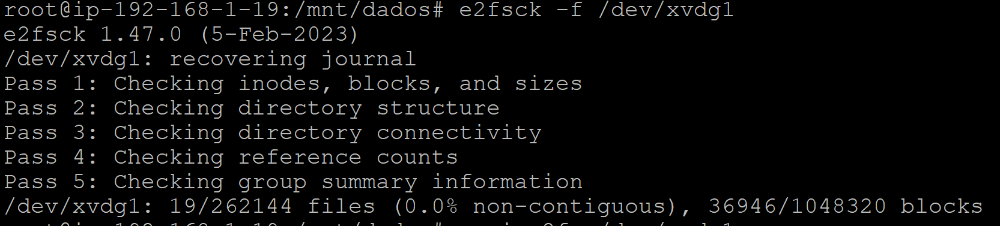 root@ip-192-168-1-19:/mnt/dados# e2fsck -f /dev/xvdg1
e2fsck 1.47.0 (5-Feb-2023)
/dev/xvdg1: recovering journal
Pass 1: Checking inodes, blocks, and sizes
Pass 2: Checking directory structure
Pass 3: Checking directory connectivity
Pass 4: Checking reference counts
Pass 5: Checking group summary information
/dev/xvdg1: 19/262144 files (0.0% non-contiguous), 36946/1048320 blocks